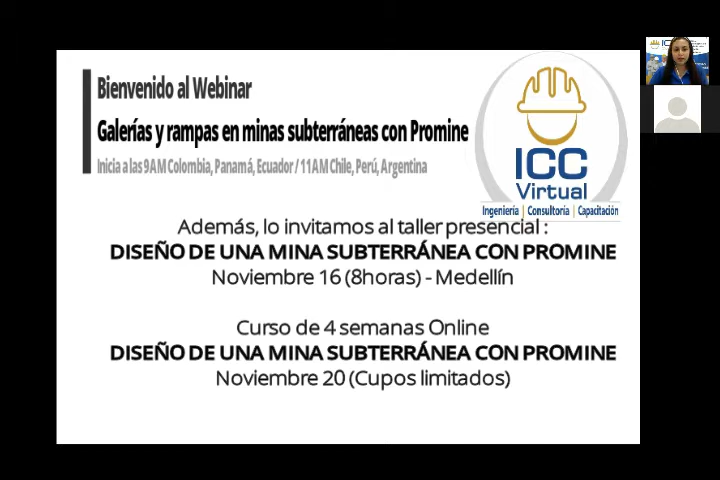 Bienvenido al Webinar
Galerías y rampas en minas subterráneas con Promine
Inicia a las 9AM Colombia, Panamá, Ecuador / 11AM Chile, Perú, Argentina
ICC
Virtual
Ingeniería | Consultoría | Capacitación
Además, lo invitamos al taller presencial :
DISEÑO DE UNA MINA SUBTERRÁNEA CON PROMINE
Noviembre 16 (8horas) - Medellín
Curso de 4 semanas Online
DISEÑO DE UNA MINA SUBTERRÁNEA CON PROMINE
Noviembre 20 (Cupos limitados)